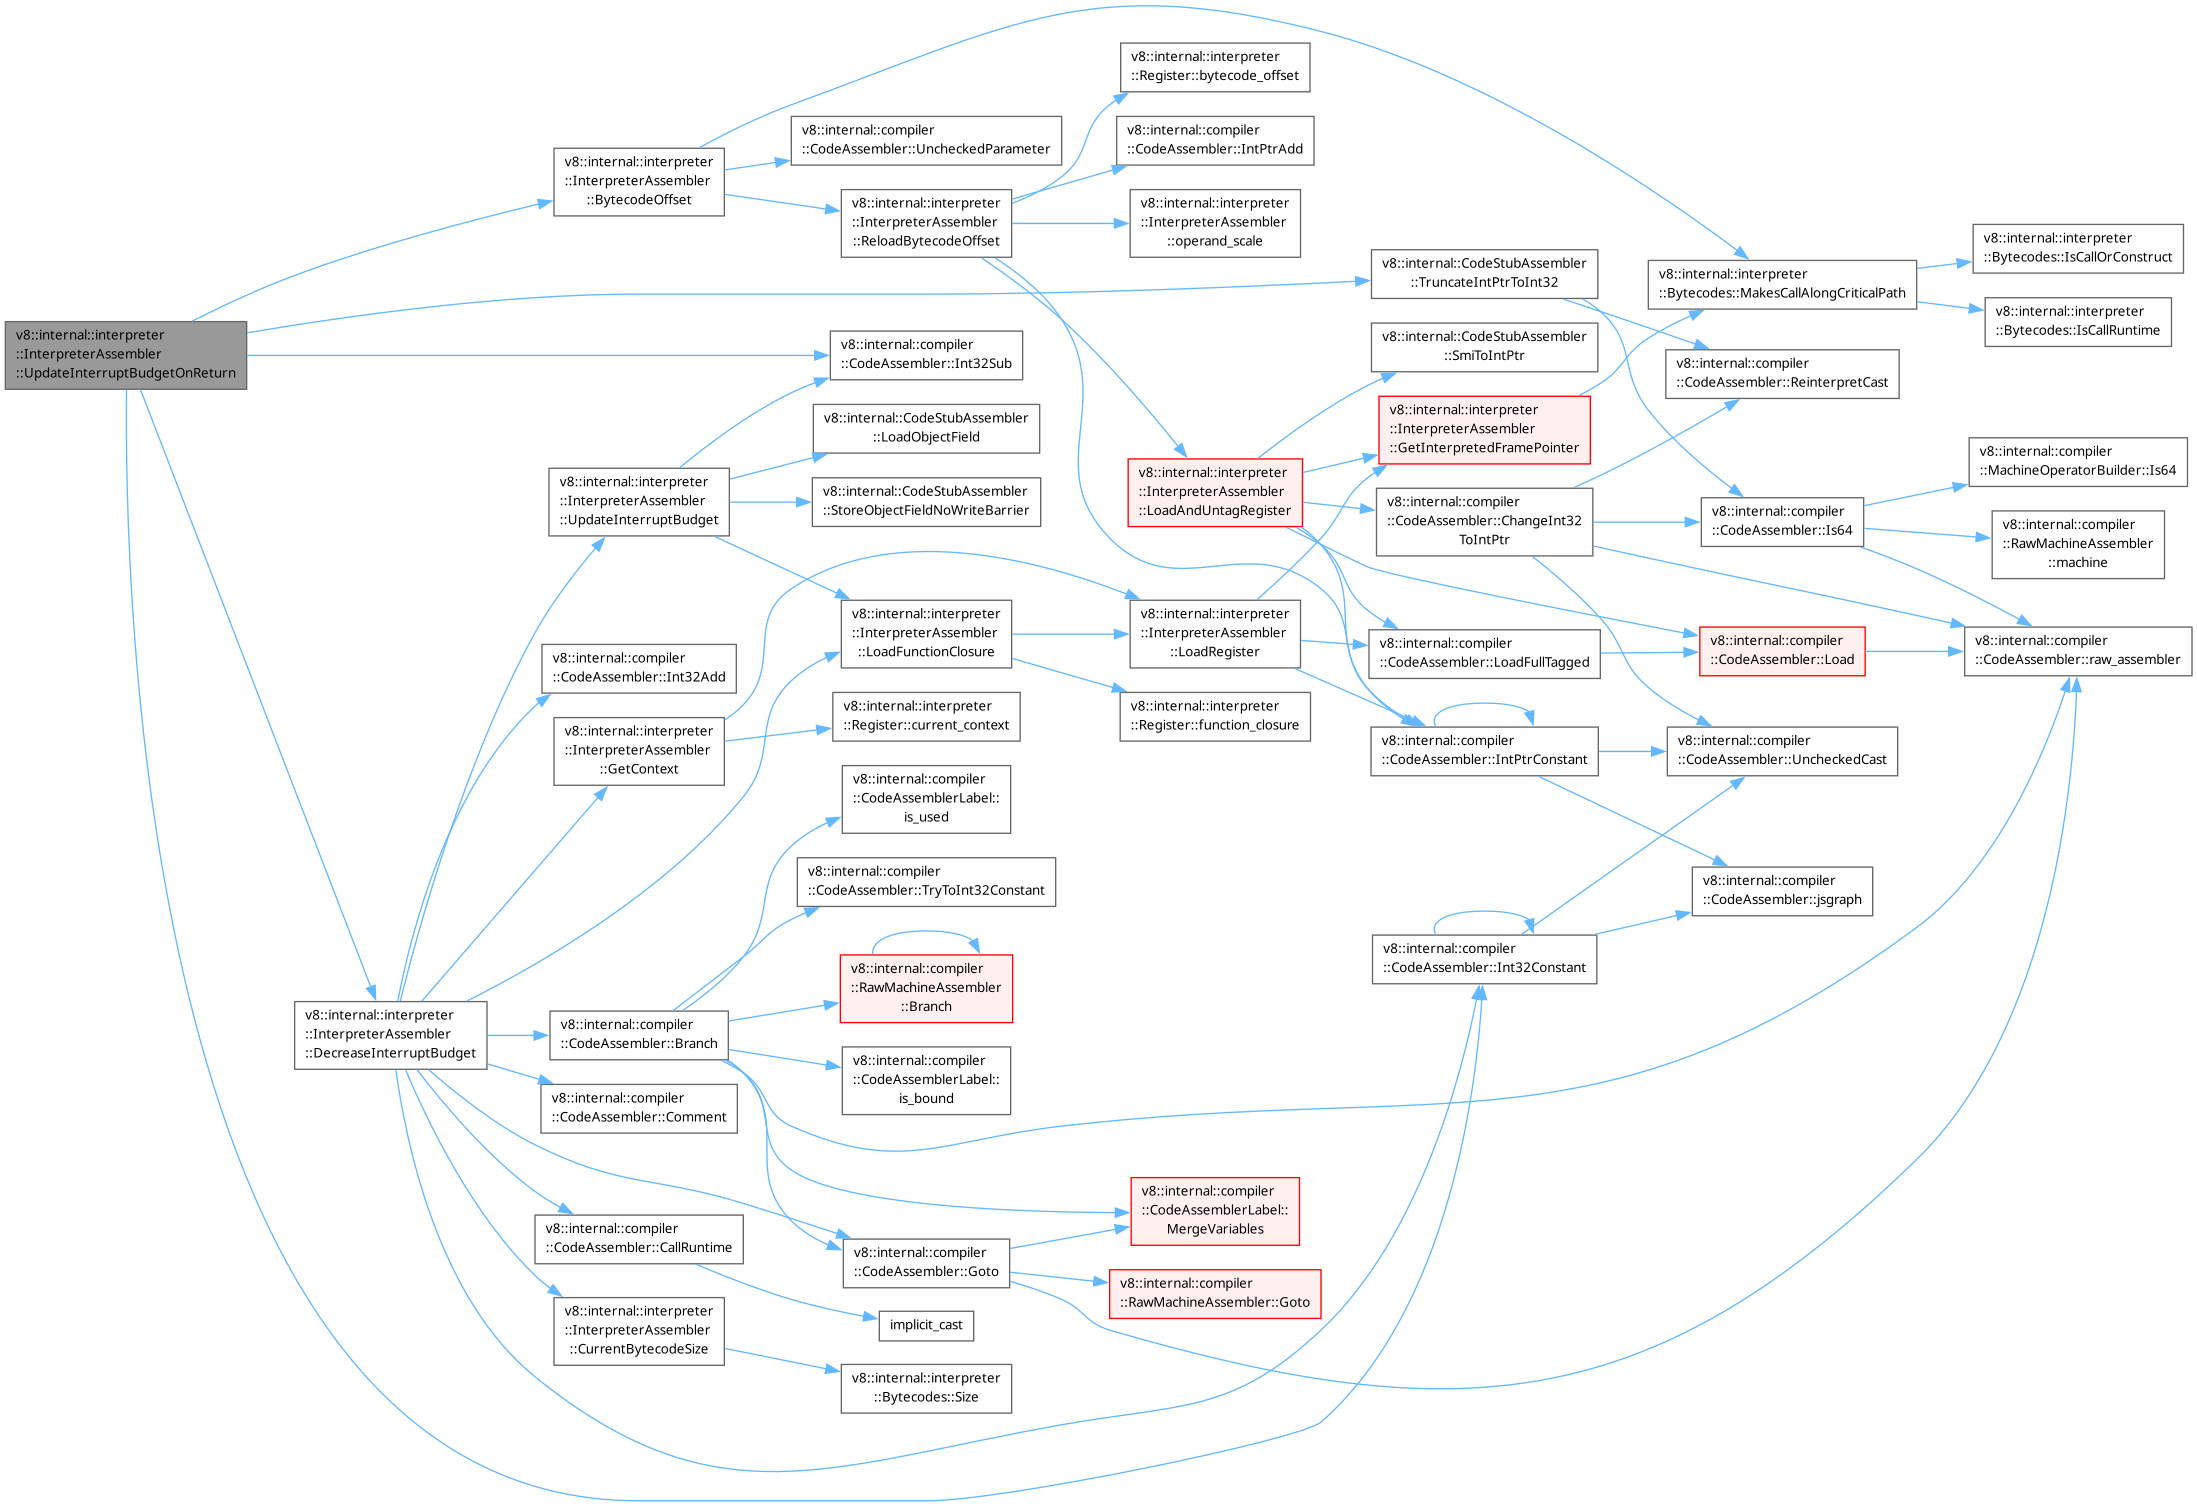 v8::internal::interpreter
::InterpreterAssembler
::UpdateInterruptBudgetOnReturn
v8::internal::interpreter
::InterpreterAssembler
::BytecodeOffset
v8::internal::compiler
::CodeAssembler::UncheckedParameter
v8::internal::interpreter
::InterpreterAssembler
::ReloadBytecodeOffset
v8::internal::interpreter
::Register::bytecode_offset
v8::internal::compiler
::CodeAssembler::IntPtrAdd
v8::internal::interpreter
::InterpreterAssembler
::operand_scale
v8::internal::CodeStubAssembler
::TruncateIntPtrToInt32
v8::internal::interpreter
::Bytecodes::MakesCallAlongCriticalPath
v8::internal::interpreter
::Bytecodes::IsCallOrConstruct
v8::internal::interpreter
::Bytecodes::IsCallRuntime
v8::internal::compiler
::CodeAssembler::Int32Sub
v8::internal::CodeStubAssembler
::SmiToIntPtr
v8::internal::compiler
::CodeAssembler::ReinterpretCast
v8::internal::CodeStubAssembler
::LoadObjectField
v8::internal::interpreter
::InterpreterAssembler
::GetInterpretedFramePointer
v8::internal::interpreter
::InterpreterAssembler
::UpdateInterruptBudget
v8::internal::CodeStubAssembler
::StoreObjectFieldNoWriteBarrier
v8::internal::interpreter
::InterpreterAssembler
::LoadAndUntagRegister
v8::internal::compiler
::CodeAssembler::ChangeInt32
ToIntPtr
v8::internal::compiler
::CodeAssembler::Is64
v8::internal::compiler
::MachineOperatorBuilder::Is64
v8::internal::compiler
::RawMachineAssembler
::machine
v8::internal::interpreter
::InterpreterAssembler
::LoadFunctionClosure
v8::internal::interpreter
::InterpreterAssembler
::LoadRegister
v8::internal::compiler
::CodeAssembler::LoadFullTagged
v8::internal::compiler
::CodeAssembler::Load
v8::internal::compiler
::CodeAssembler::raw_assembler
v8::internal::compiler
::CodeAssembler::Int32Add
v8::internal::interpreter
::InterpreterAssembler
::GetContext
v8::internal::interpreter
::Register::current_context
v8::internal::interpreter
::Register::function_closure
v8::internal::compiler
::CodeAssembler::IntPtrConstant
v8::internal::compiler
::CodeAssembler::UncheckedCast
v8::internal::compiler
::CodeAssemblerLabel::
is_used
v8::internal::compiler
::CodeAssembler::TryToInt32Constant
v8::internal::compiler
::CodeAssembler::jsgraph
v8::internal::compiler
::CodeAssembler::Int32Constant
v8::internal::compiler
::RawMachineAssembler
::Branch
v8::internal::interpreter
::InterpreterAssembler
::DecreaseInterruptBudget
v8::internal::compiler
::CodeAssembler::Branch
v8::internal::compiler
::CodeAssemblerLabel::
is_bound
v8::internal::compiler
::CodeAssembler::Comment
v8::internal::compiler
::CodeAssemblerLabel::
MergeVariables
v8::internal::compiler
::CodeAssembler::CallRuntime
v8::internal::compiler
::CodeAssembler::Goto
v8::internal::compiler
::RawMachineAssembler::Goto
v8::internal::interpreter
::InterpreterAssembler
::CurrentBytecodeSize
implicit_cast
v8::internal::interpreter
::Bytecodes::Size